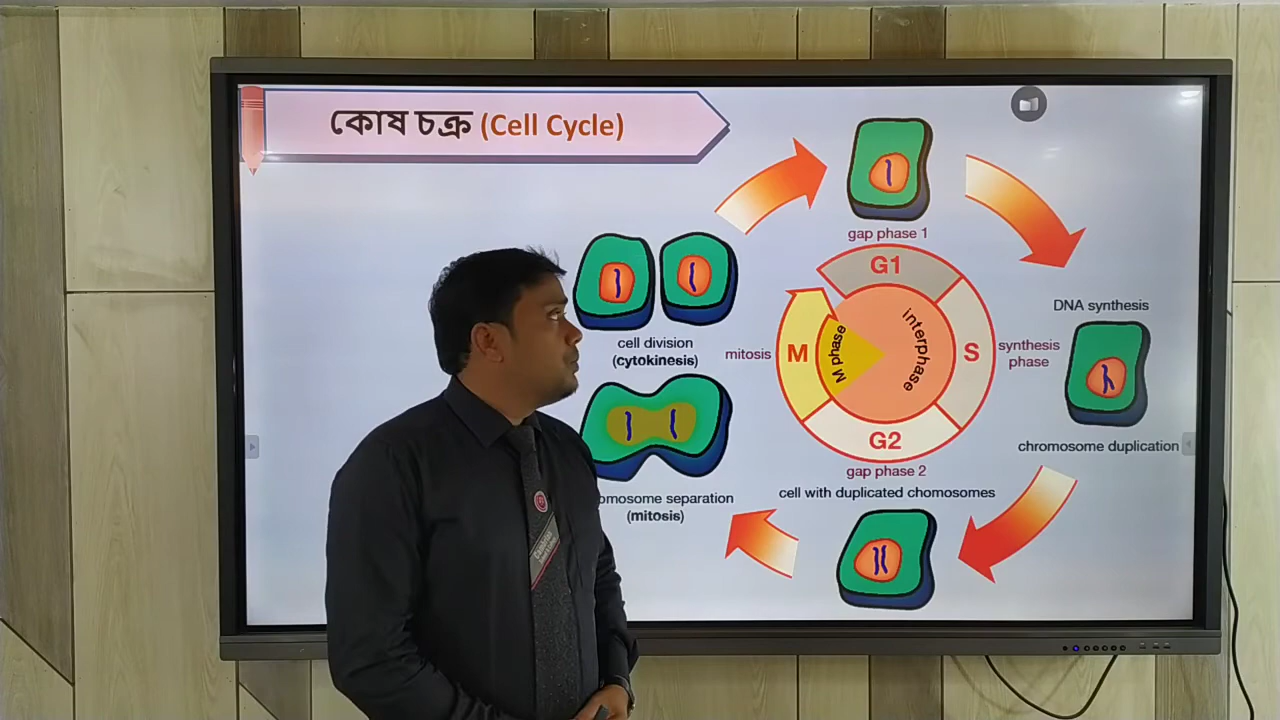 কোষ চক্র (Cell Cycle)
gap phase 1
G1
DNA synthesis
interphase
cell division
(cytokinesis)
mitosis
M
M phase
S
synthesis
phase
G2
chromosome duplication
gap phase 2
cell with duplicated chomosomes
omosome separation
(mitosis)